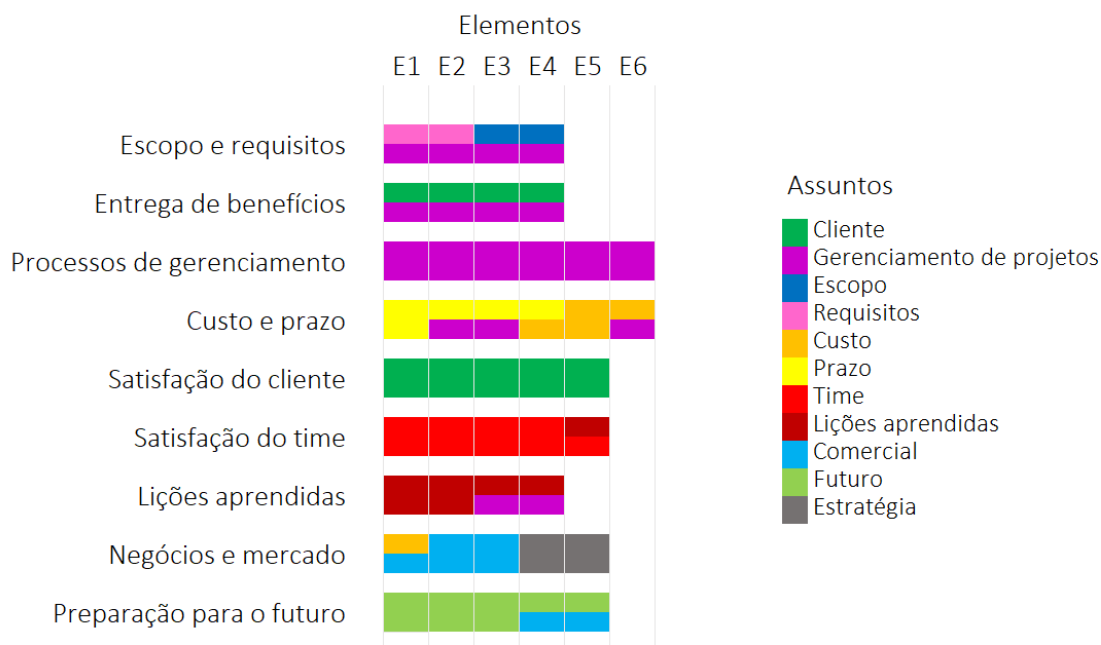 Elementos
E1 E2 E3 E4 E5 E6
Escopo e requisitos
Entrega de benefícios
Processos de gerenciamento
Custo e prazo
Satisfação do cliente
Satisfação do time
Lições aprendidas
Negócios e mercado
Preparação para o futuro
Assuntos
Cliente
Gerenciamento de projetos
Escopo
Requisitos
Custo
Prazo
Time
Lições aprendidas
Comercial
Futuro
Estratégia